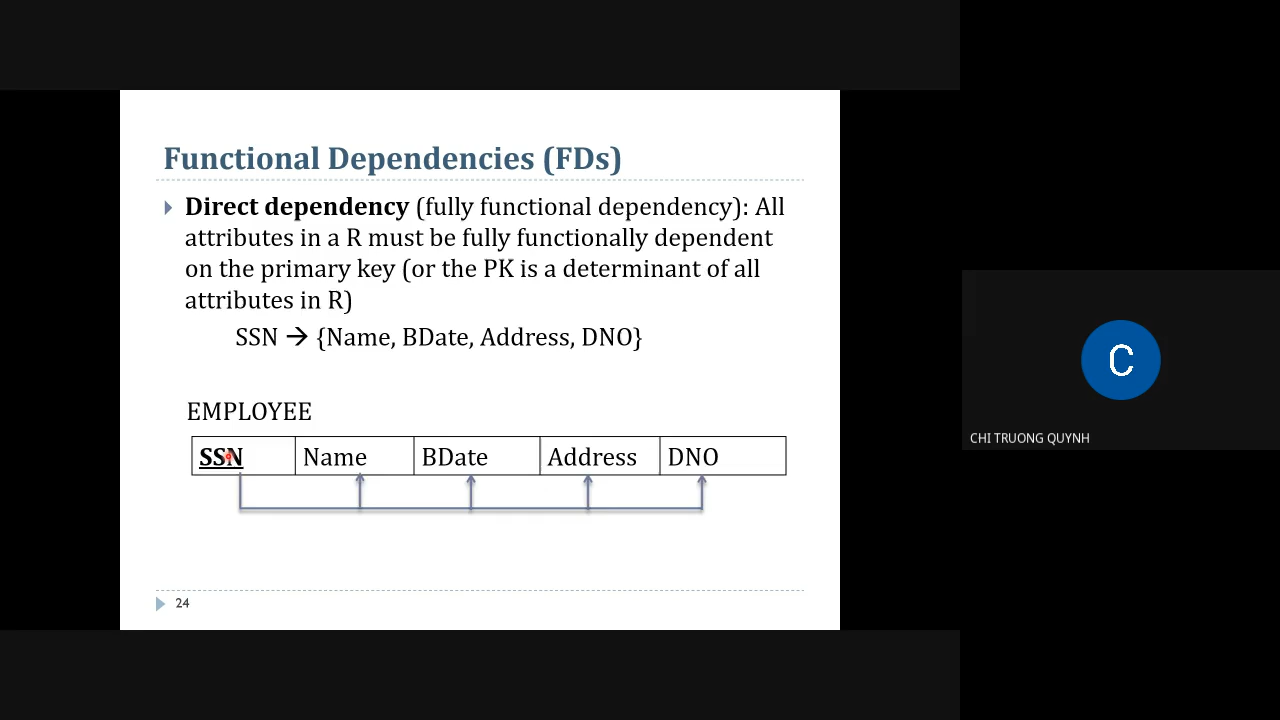 Functional Dependencies (FDs)
Direct dependency (fully functional dependency): All
attributes in a R must be fully functionally dependent
on the primary key (or the PK is a determinant of all
attributes in R)
SSN → {Name, BDate, Address, DNO}
EMPLOYEE
SSN Name BDate Address DNO
24
C
CHI TRUONG QUYNH